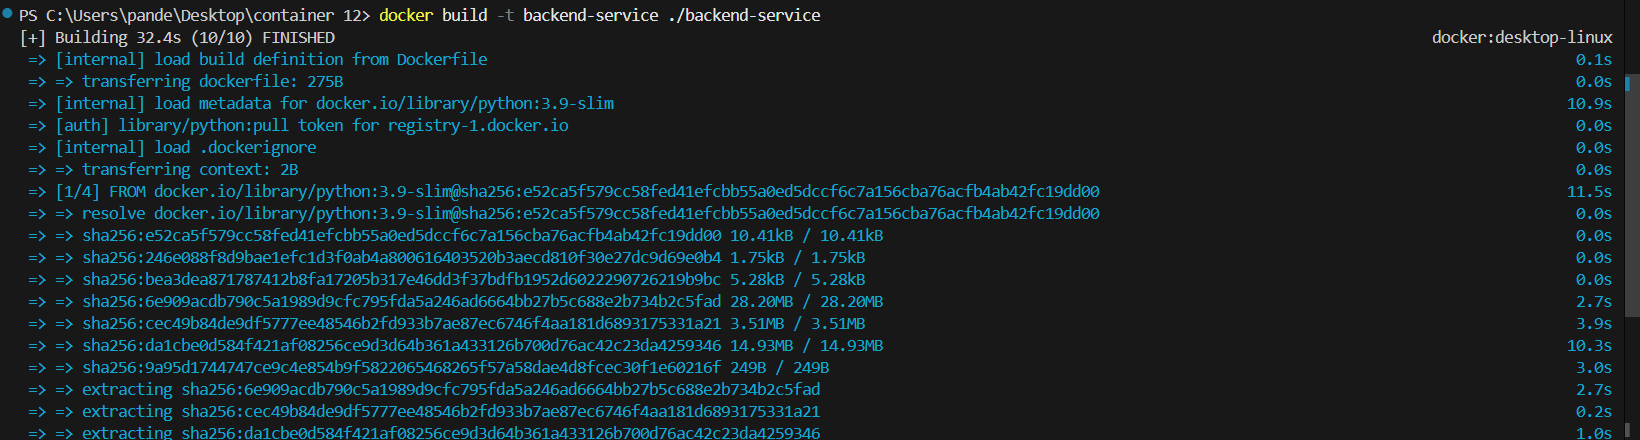 PS C:\Users\pande\Desktop\container 12> docker build -t backend-service ./backend-service
[+] Building 32.4s (10/10) FINISHED docker:desktop-linux
=> [internal] load build definition from Dockerfile 0.1s
=> => transferring dockerfile: 275B 0.0s
=> [internal] load metadata for docker.io/library/python:3.9-slim 10.9s
=> [auth] library/python:pull token for registry-1.docker.io 0.0s
=> [internal] load .dockerignore 0.0s
=> => transferring context: 2B 0.0s
=> [1/4] FROM docker.io/library/python:3.9-slim@sha256:e52ca5f579cc58fed41efcbb55a0ed5dccf6c7a156cba76acfb4ab42fc19dd00 11.5s
=> => resolve docker.io/library/python:3.9-slim@sha256:e52ca5f579cc58fed41efcbb55a0ed5dccf6c7a156cba76acfb4ab42fc19dd00 0.0s
=> => sha256:e52ca5f579cc58fed41efcbb55a0ed5dccf6c7a156cba76acfb4ab42fc19dd00 10.41kB / 10.41kB 0.0s
=> => sha256:246e088f8d9bae1efc1d3f0ab4a800616403520b3aecd810f30e27dc9d69e0b4 1.75kB / 1.75kB 0.0s
=> => sha256:bea3dea871787412b8fa17205b317e46dd3f37bdfb1952d6022290726219b9bc 5.28kB / 5.28kB 0.0s
=> => sha256:6e909acdb790c5a1989d9cfc795fda5a246ad6664bb27b5c688e2b734b2c5fad 28.20MB / 28.20MB 2.7s
=> => sha256:cec49b84de9df5777ee48546b2fd933b7ae87ec6746f4aa181d6893175331a21 3.51MB / 3.51MB 3.9s
=> => sha256:da1cbe0d584f421af08256ce9d3d64b361a433126b700d76ac42c23da4259346 14.93MB / 14.93MB 10.3s
=> => sha256:9a95d1744747ce9c4e854b9f5822065468265f57a58dae4d8fcec30f1e60216f 249B / 249B 3.0s
=> => extracting sha256:6e909acdb790c5a1989d9cfc795fda5a246ad6664bb27b5c688e2b734b2c5fad 2.7s
=> => extracting sha256:cec49b84de9df5777ee48546b2fd933b7ae87ec6746f4aa181d6893175331a21 0.2s
=> => extracting sha256:da1cbe0d584f421af08256ce9d3d64b361a433126b700d76ac42c23da4259346 1.0s